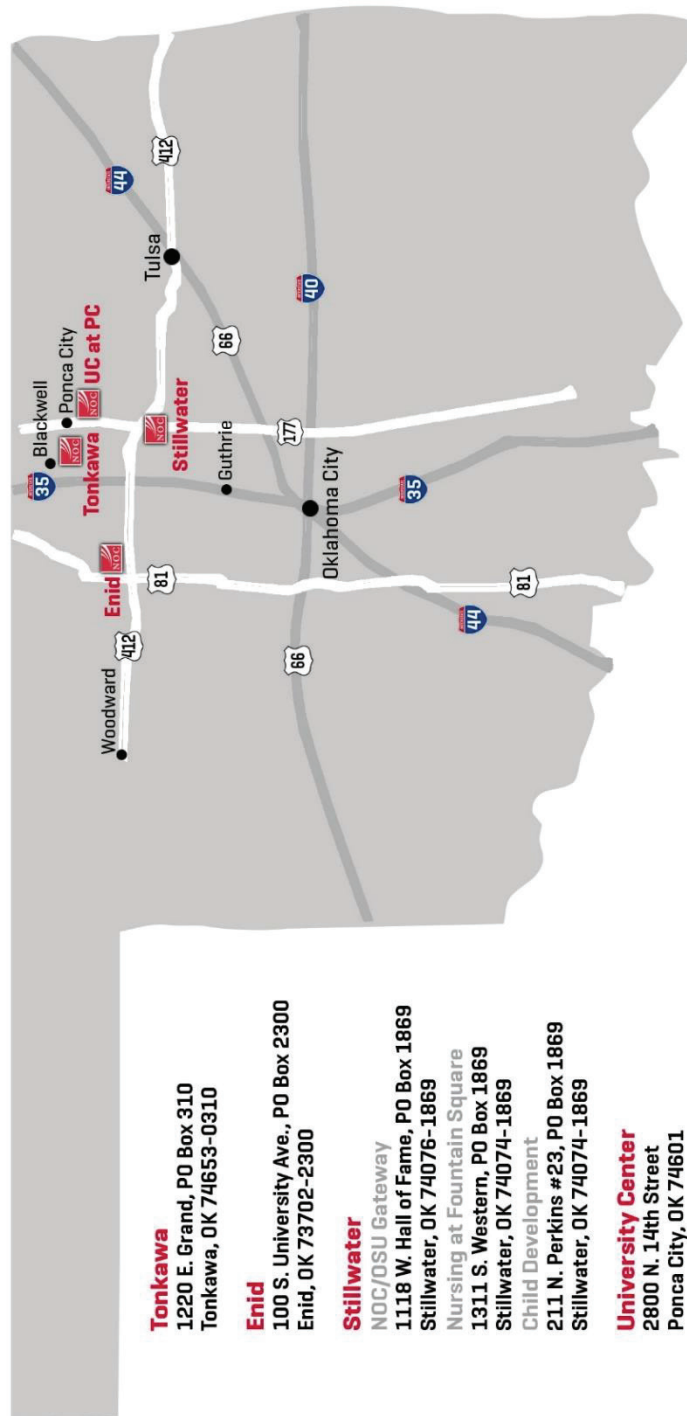 Tonkawa
1220 E. Grand, PO Box 310
Tonkawa, OK 74653-0310
Enid
100 S. University Ave., PO Box 2300
Enid, OK 73702-2300
Stillwater
NOC/OSU Gateway
1118 W. Hall of Fame, PO Box 1869
Stillwater, OK 74076-1869
Nursing at Fountain Square
1311 S. Western, PO Box 1869
Stillwater, OK 74074-1869
Child Development
211 N. Perkins #23, PO Box 1869
Stillwater, OK 74074-1869
University Center
2800 N. 14th Street
Ponca City, OK 74601
Woodward
412
Enid
NOC
81
35
Blackwell
NOC
Tonkawa
Ponca City
NOC
UC at PC
NOC
Stillwater
44
412
Tulsa
66
Guthrie
177
40
66
Oklahoma City
35
44
81